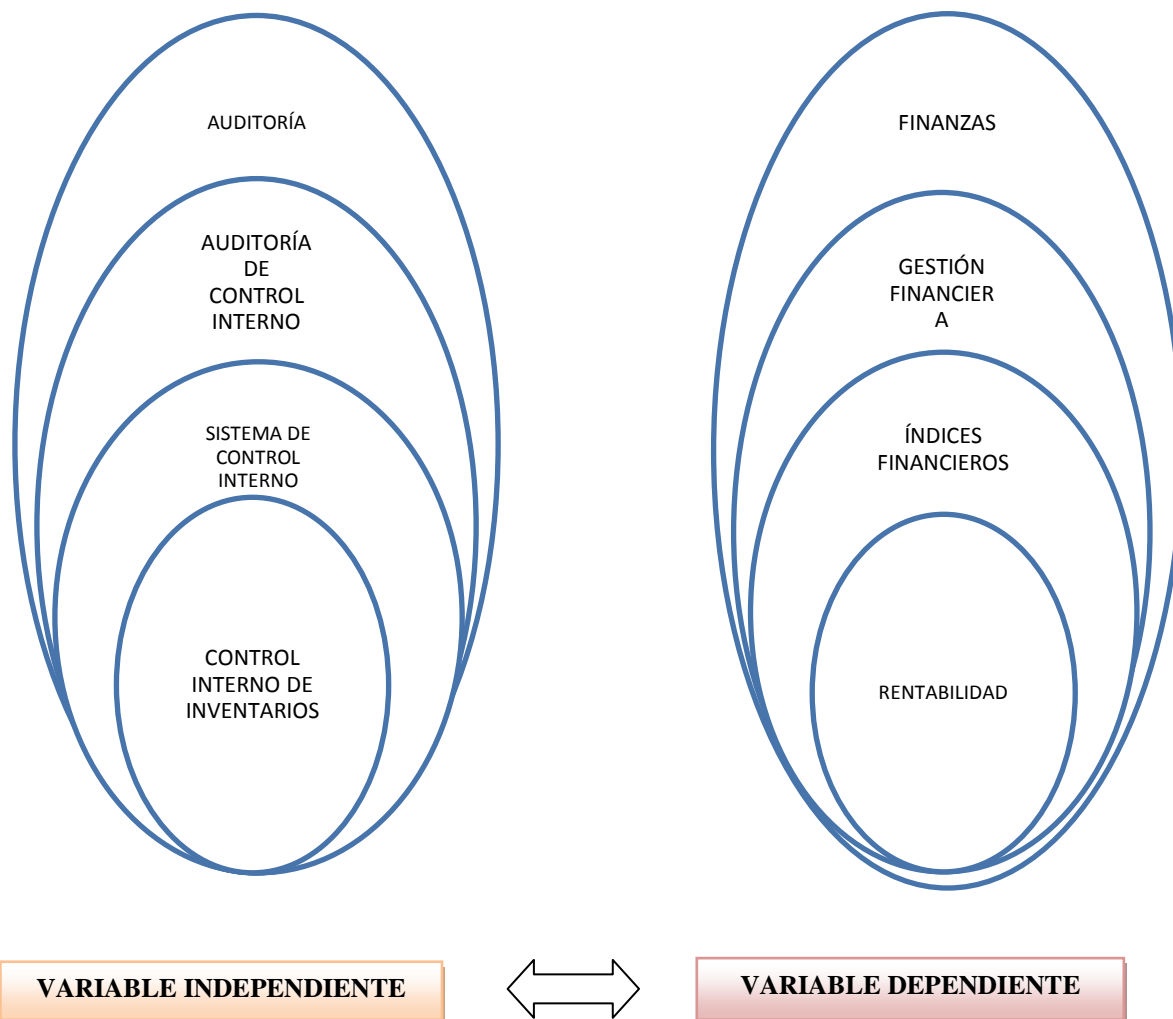 AUDITORÍA
AUDITORÍA
DE
CONTROL
INTERNO
SISTEMA DE
CONTROL
INTERNO
CONTROL
INTERNO DE
INVENTARIOS
FINANZAS
GESTIÓN
FINANCIER
A
ÍNDICES
FINANCIEROS
RENTABILIDAD
VARIABLE INDEPENDIENTE
VARIABLE DEPENDIENTE